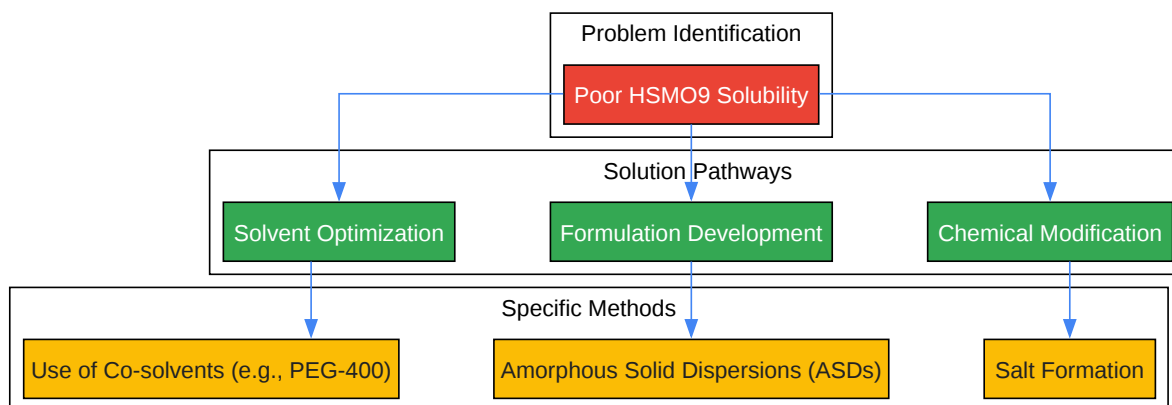 Problem Identification
Poor HSMO9 Solubility
Solution Pathways
Solvent Optimization
Formulation Development
Chemical Modification
Specific Methods
Use of Co-solvents (e.g., PEG-400)
Amorphous Solid Dispersions (ASDs)
Salt Formation